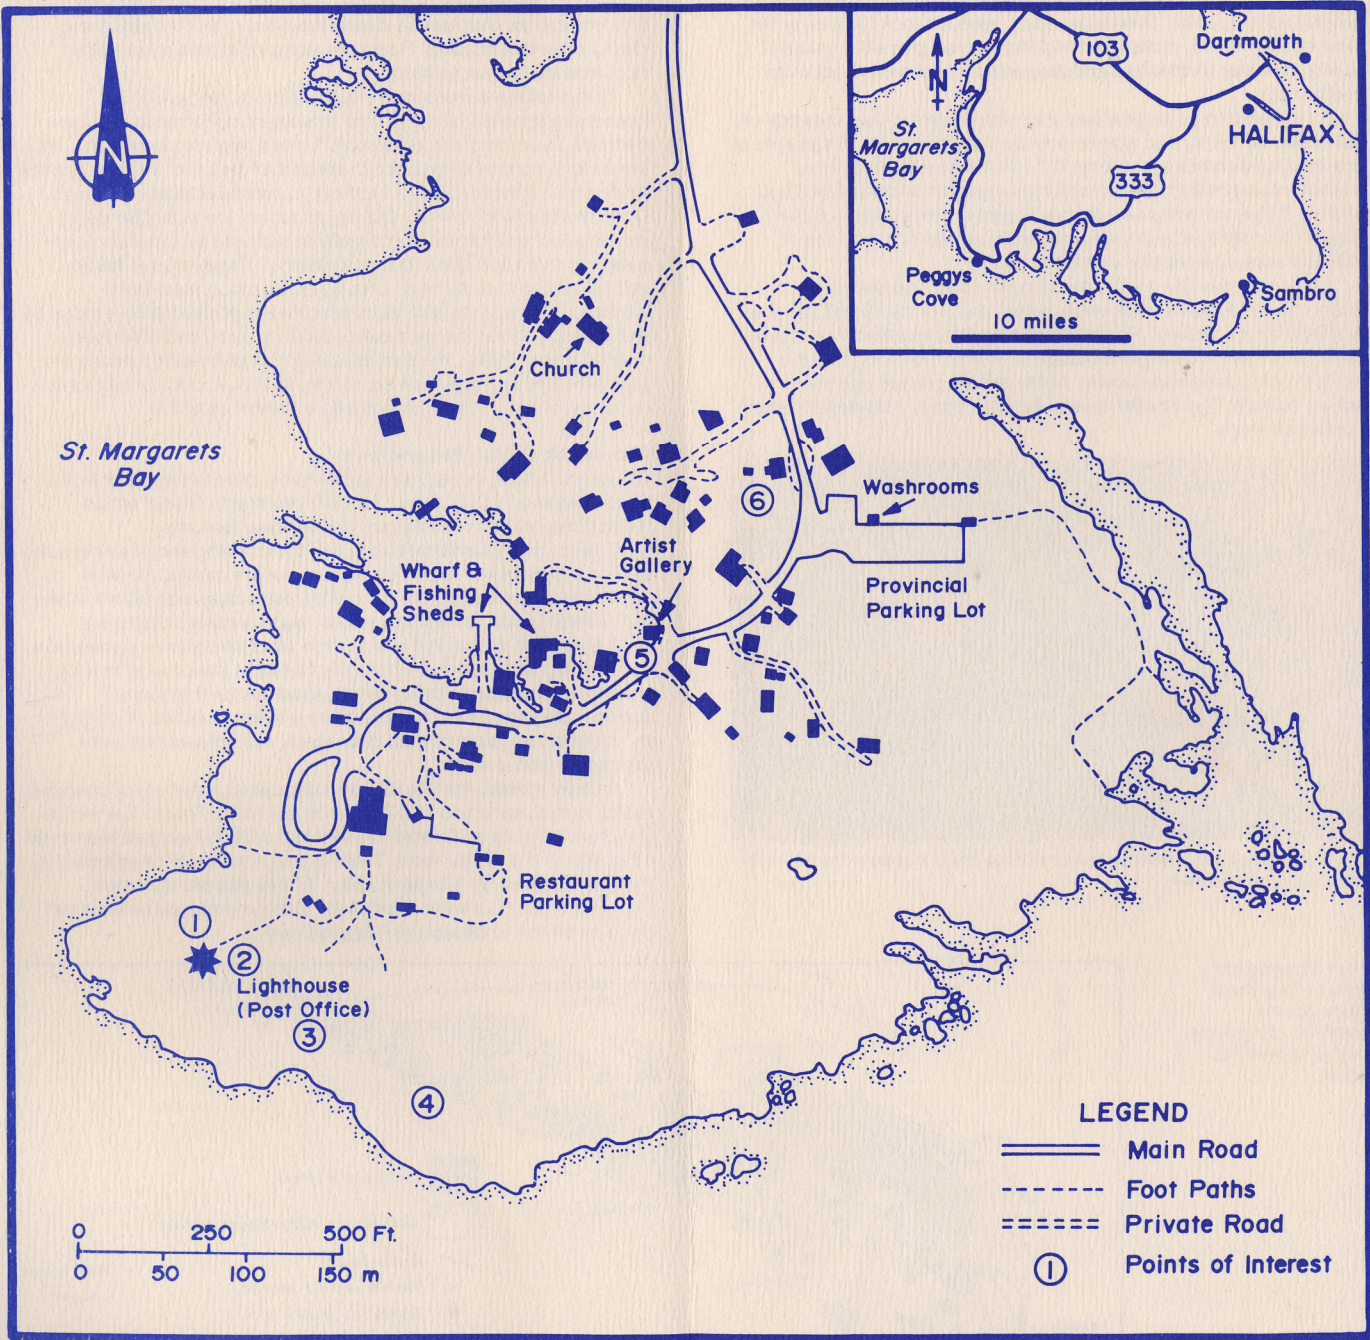 N
N
103
Dartmouth
HALIFAX
St.
Margarets
Bay
333
Peggys
Cove
Sambro
10 miles
Church
St. Margarets
Bay
6
Washrooms
Artist
Gallery
Wharf &
Fishing
Sheds
Provincial
Parking Lot
5
Restaurant
Parking Lot
1
2
Lighthouse
(Post Office)
3
4
LEGEND
Main Road
Foot Paths
Private Road
1
Points of Interest
0 250 500 Ft.
0 50 100 150 m